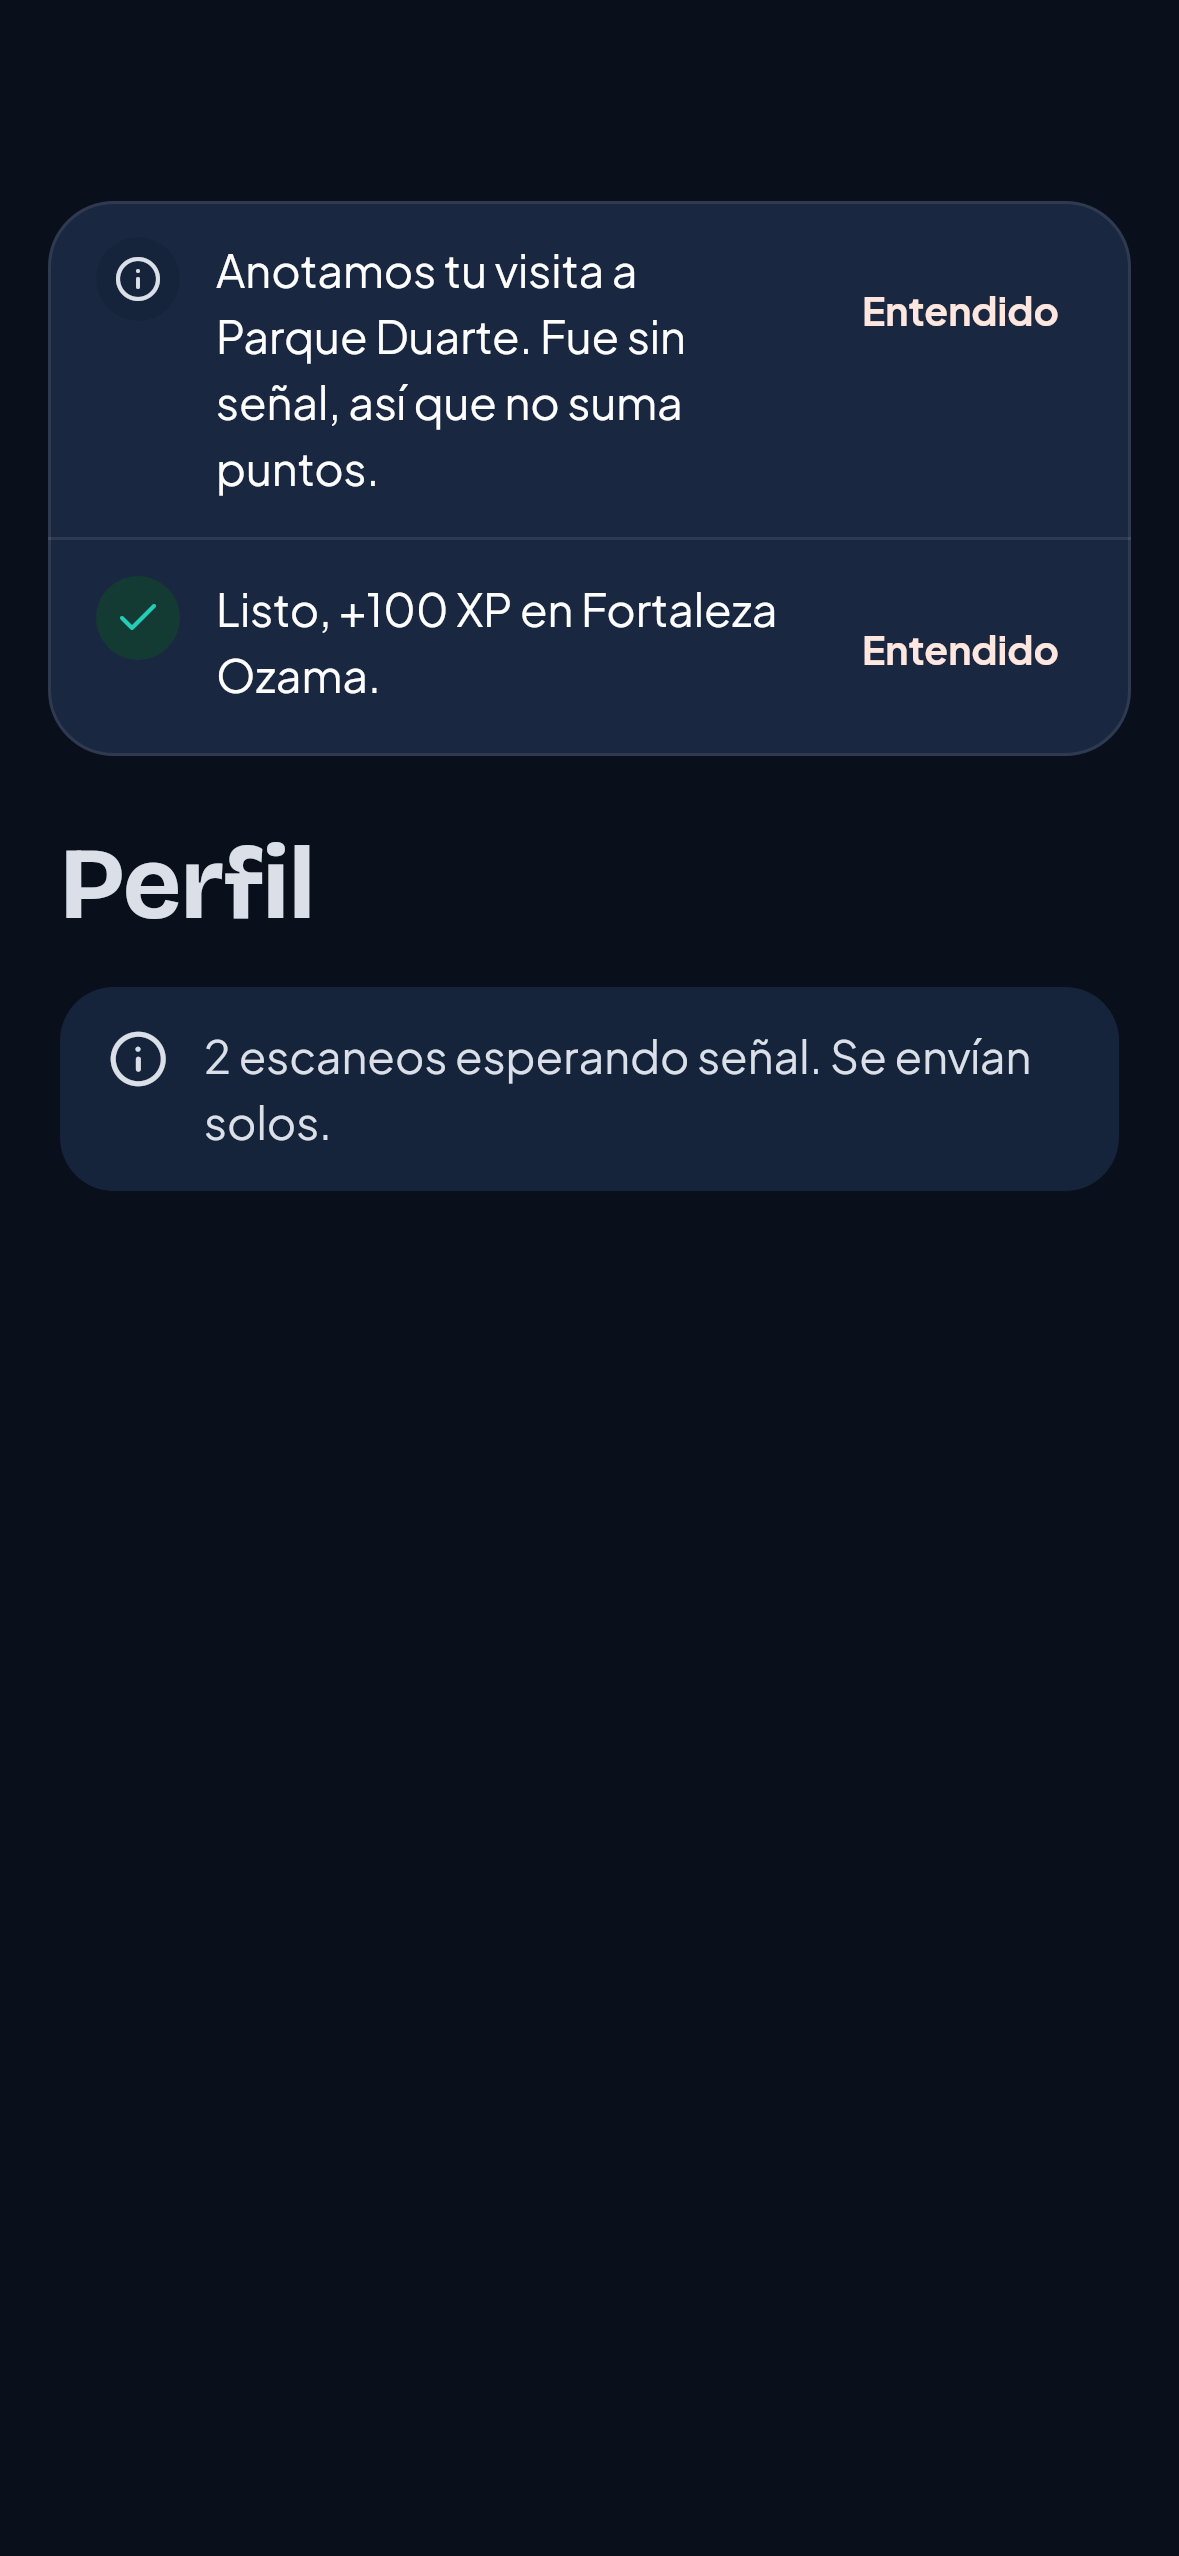 Anotamos tu visita a
Parque Duarte. Fue sin
señal, así que no suma
puntos.
Entendido
Listo, +100 XP en Fortaleza
Ozama.
Entendido
Perfil
2 escaneos esperando señal. Se envían
solos.